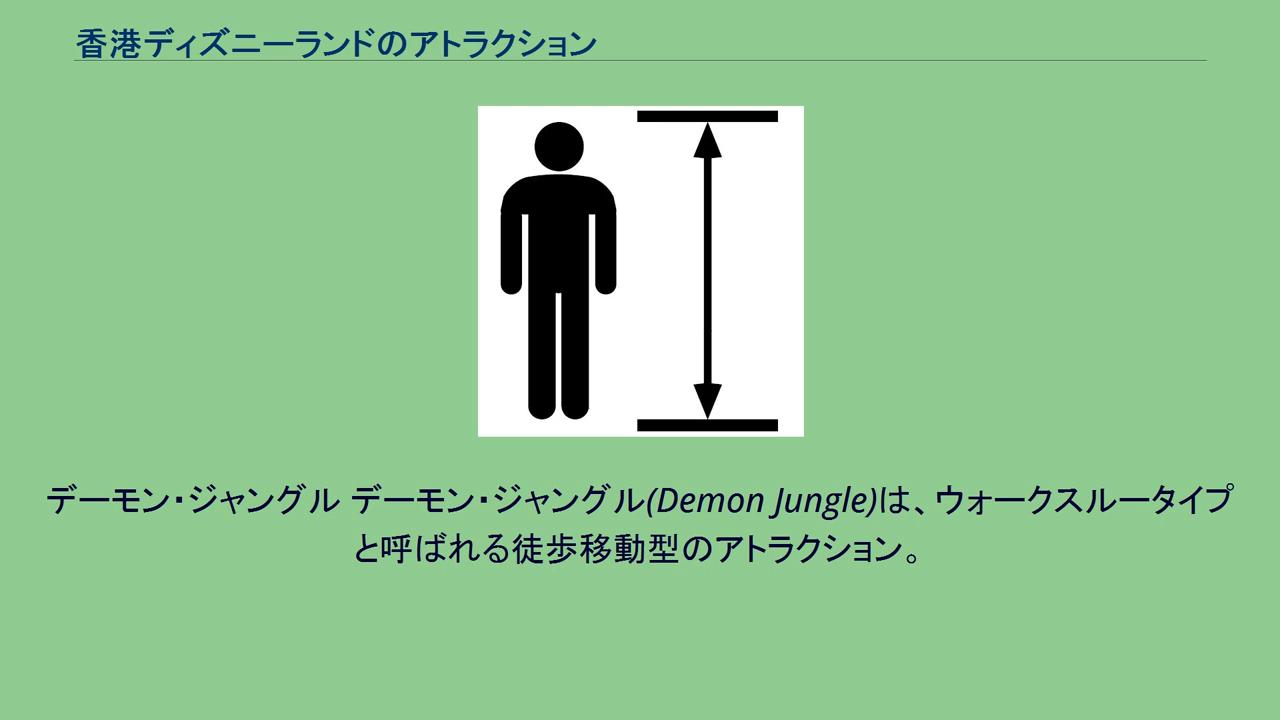 香港ディズニーランドのアトラクション
デーモン・ジャングル デーモン・ジャングル(Demon Jungle)は、ウォークスルータイプ
と呼ばれる徒歩移動型のアトラクション。